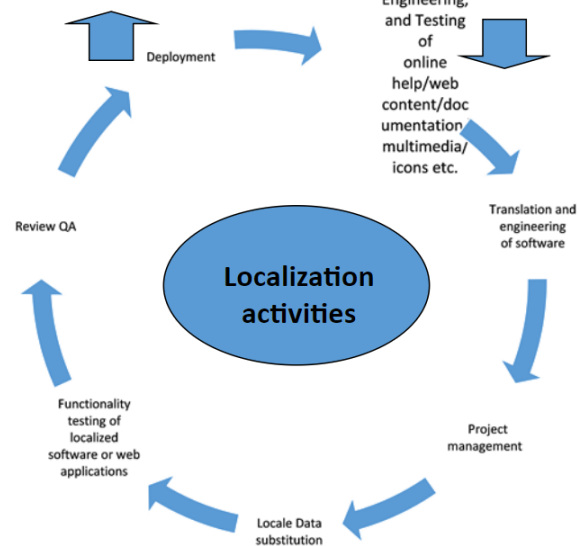 Engineering,
and Testing
of
online
help/web
content/doc
umentation,
multimedia/
icons etc.
Translation and
engineering
of software
Project
management
Locale Data
substitution
Functionality
testing of
localized
software or web
applications
Review QA
Deployment
Localization
activities